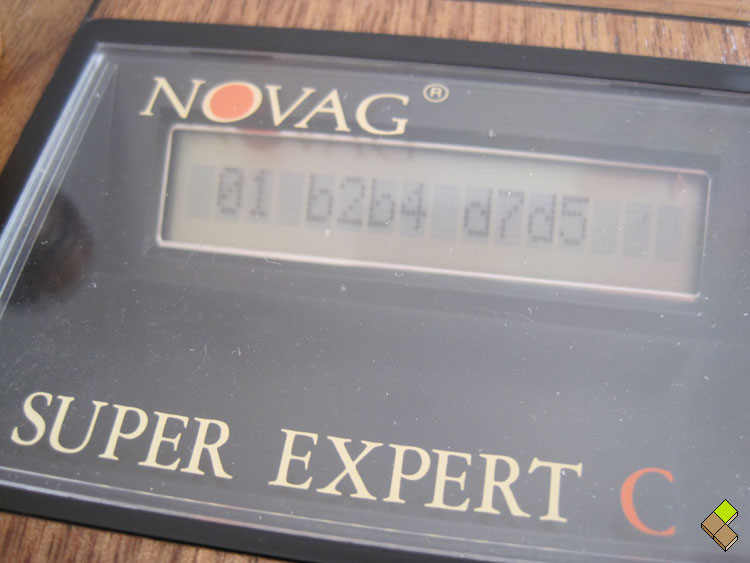 NOVAG ®
01 b2b4 d7d5
SUPER EXPERT C